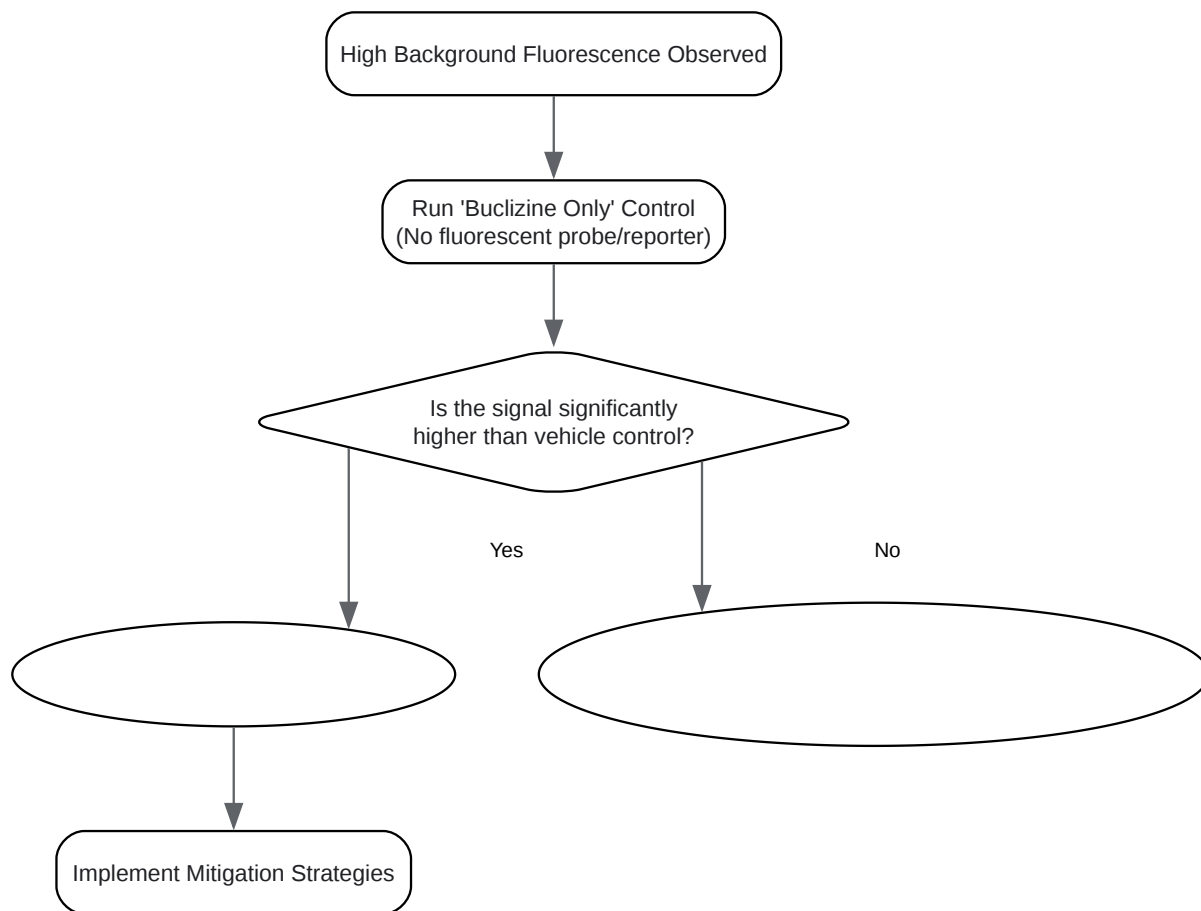 High Background Fluorescence Observed
Run 'Buclizine Only' Control
(No fluorescent probe/reporter)
Is the signal significantly
higher than vehicle control?
Yes
No
Implement Mitigation Strategies